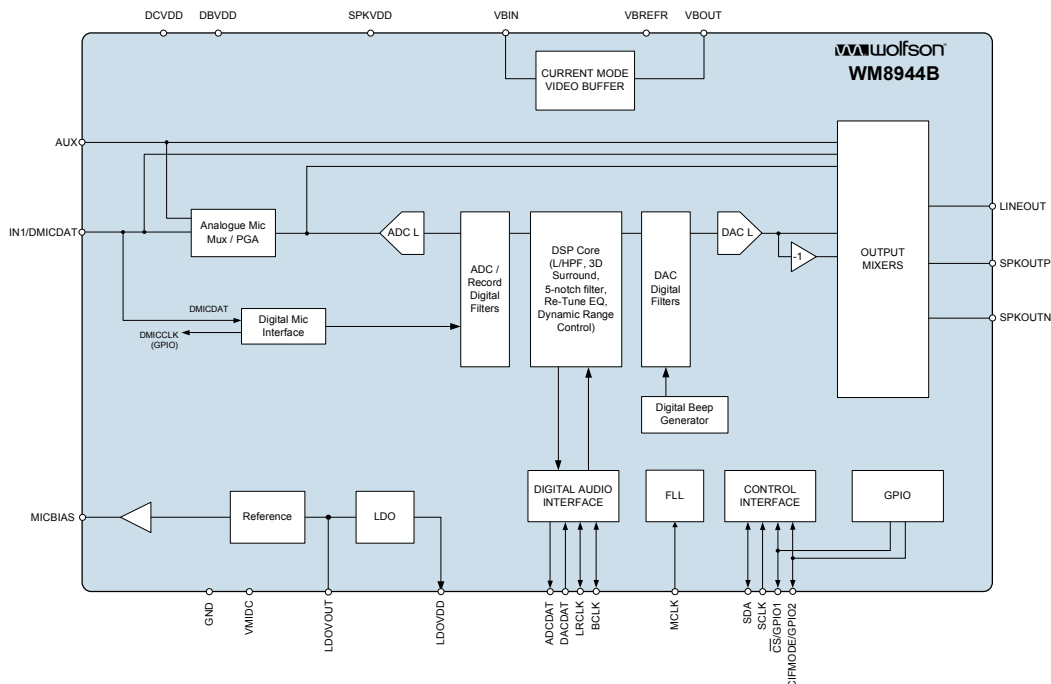 DCVDD DBVDD SPKVDD VBIN VBREFR VBOUT
wolfson
WM8944B
CURRENT MODE
VIDEO BUFFER
AUX
IN1/DMICDAT
Analogue Mic
Mux / PGA
ADC L
ADC /
Record
Digital
Filters
DSP Core
(L/HPF, 3D
Surround,
5-notch filter,
Re-Tune EQ,
Dynamic Range
Control)
DAC
Digital
Filters
DAC L
-1
OUTPUT
MIXERS
LINEOUT
SPKOUTP
SPKOUTN
DMICDAT
DMICCLK
(GPIO)
Digital Mic
Interface
Digital Beep
Generator
MICBIAS
Reference
LDO
DIGITAL AUDIO
INTERFACE
FLL
CONTROL
INTERFACE
GPIO
GND
VMIDC
LDOVOUT
LDOVDD
ADCDAT
DACDAT
LRCLK
BCLK
MCLK
SDA
SCLK
CS/GPIO1
CIFMODE/GPIO2